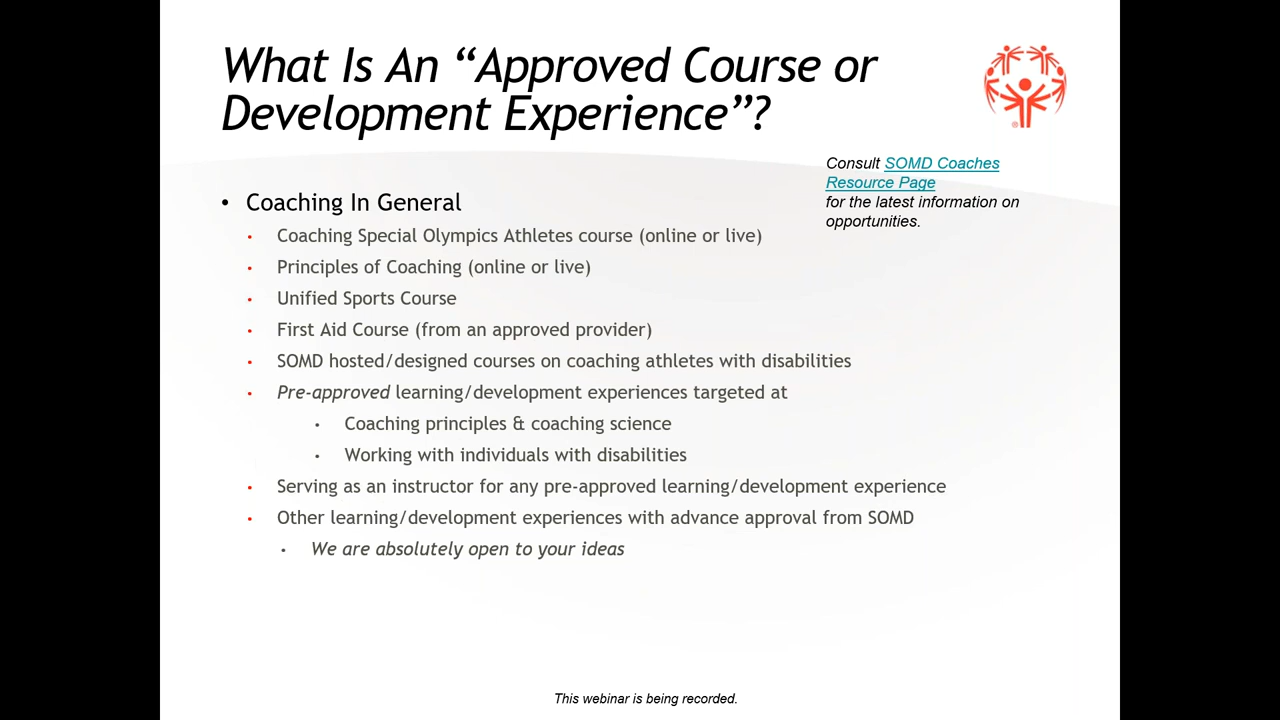 What Is An “Approved Course or
Development Experience”?
Consult SOMD Coaches
Resource Page
for the latest information on
opportunities.
• Coaching In General
• Coaching Special Olympics Athletes course (online or live)
• Principles of Coaching (online or live)
• Unified Sports Course
• First Aid Course (from an approved provider)
• SOMD hosted/designed courses on coaching athletes with disabilities
• Pre-approved learning/development experiences targeted at
• Coaching principles & coaching science
• Working with individuals with disabilities
• Serving as an instructor for any pre-approved learning/development experience
• Other learning/development experiences with advance approval from SOMD
• We are absolutely open to your ideas
This webinar is being recorded.